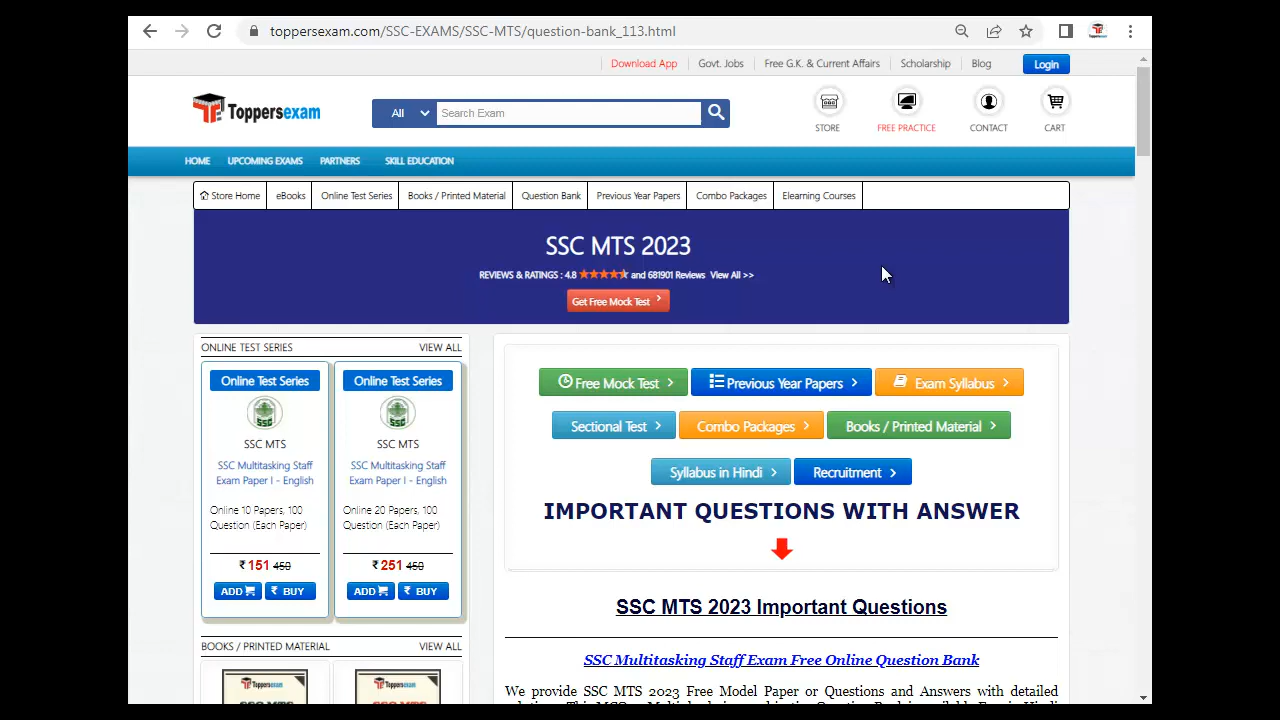 toppersexam.com/SSC-EXAMS/SSC-MTS/question-bank_113.html
Download App Govt. Jobs Free G.K. & Current Affairs Scholarship Blog Login
Toppersexam All Search Exam
STORE FREE PRACTICE CONTACT CART
HOME UPCOMING EXAMS PARTNERS SKILL EDUCATION
Store Home eBooks Online Test Series Books / Printed Material Question Bank Previous Year Papers Combo Packages Elearning Courses
SSC MTS 2023
REVIEWS & RATINGS : 4.8 and 681901 Reviews View All >>
Get Free Mock Test
ONLINE TEST SERIES VIEW ALL
Online Test Series
SSC
SSC MTS
SSC Multitasking Staff
Exam Paper I - English
Online 10 Papers, 100
Question (Each Paper)
₹ 151 450
ADD ₹ BUY
Online Test Series
SSC
SSC MTS
SSC Multitasking Staff
Exam Paper I - English
Online 20 Papers, 100
Question (Each Paper)
₹ 251 450
ADD ₹ BUY
BOOKS / PRINTED MATERIAL VIEW ALL
Toppersexam Toppersexam
Free Mock Test Previous Year Papers Exam Syllabus
Sectional Test Combo Packages Books / Printed Material
Syllabus in Hindi Recruitment
IMPORTANT QUESTIONS WITH ANSWER
SSC MTS 2023 Important Questions
SSC Multitasking Staff Exam Free Online Question Bank
We provide SSC MTS 2023 Free Model Paper or Questions and Answers with detailed